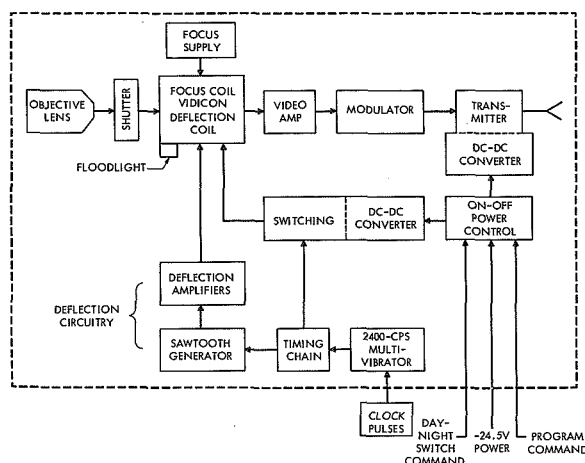 FOCUS
SUPPLY
OBJECTIVE
LENS
SHUTTER
FOCUS COIL
VIDICON
DEFLECTION
COIL
VIDEO
AMP
MODULATOR
TRANS-
MITTER
DC-DC
CONVERTER
FLOODLIGHT
SWITCHING
DC-DC
CONVERTER
ON-OFF
POWER
CONTROL
DEFLECTION
AMPLIFIERS
DEFLECTION
CIRCUITRY
SAWTOOTH
GENERATOR
TIMING
CHAIN
2400-CPS
MULTI-
VIBRATOR
CLOCK
PULSES
DAY-
NIGHT
SWITCH
COMMAND
-24.5V
POWER
PROGRAM
COMMAND